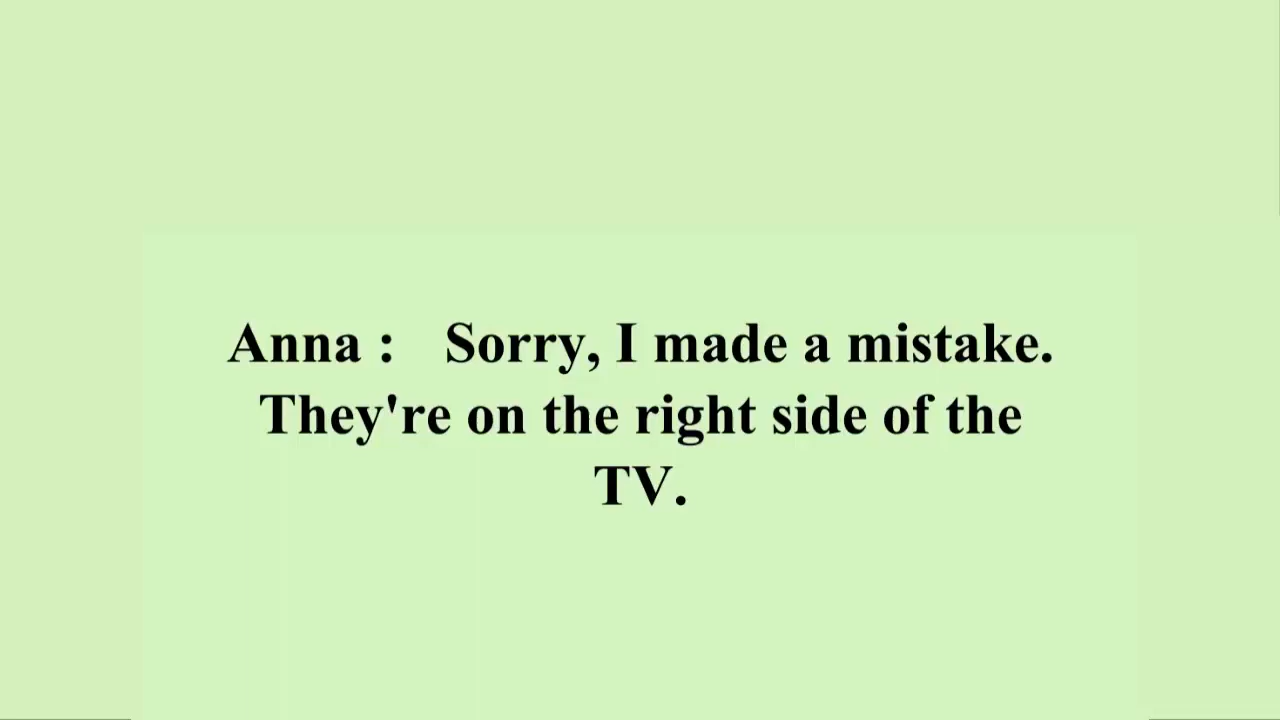 Anna : Sorry, I made a mistake.
They're on the right side of the
TV.